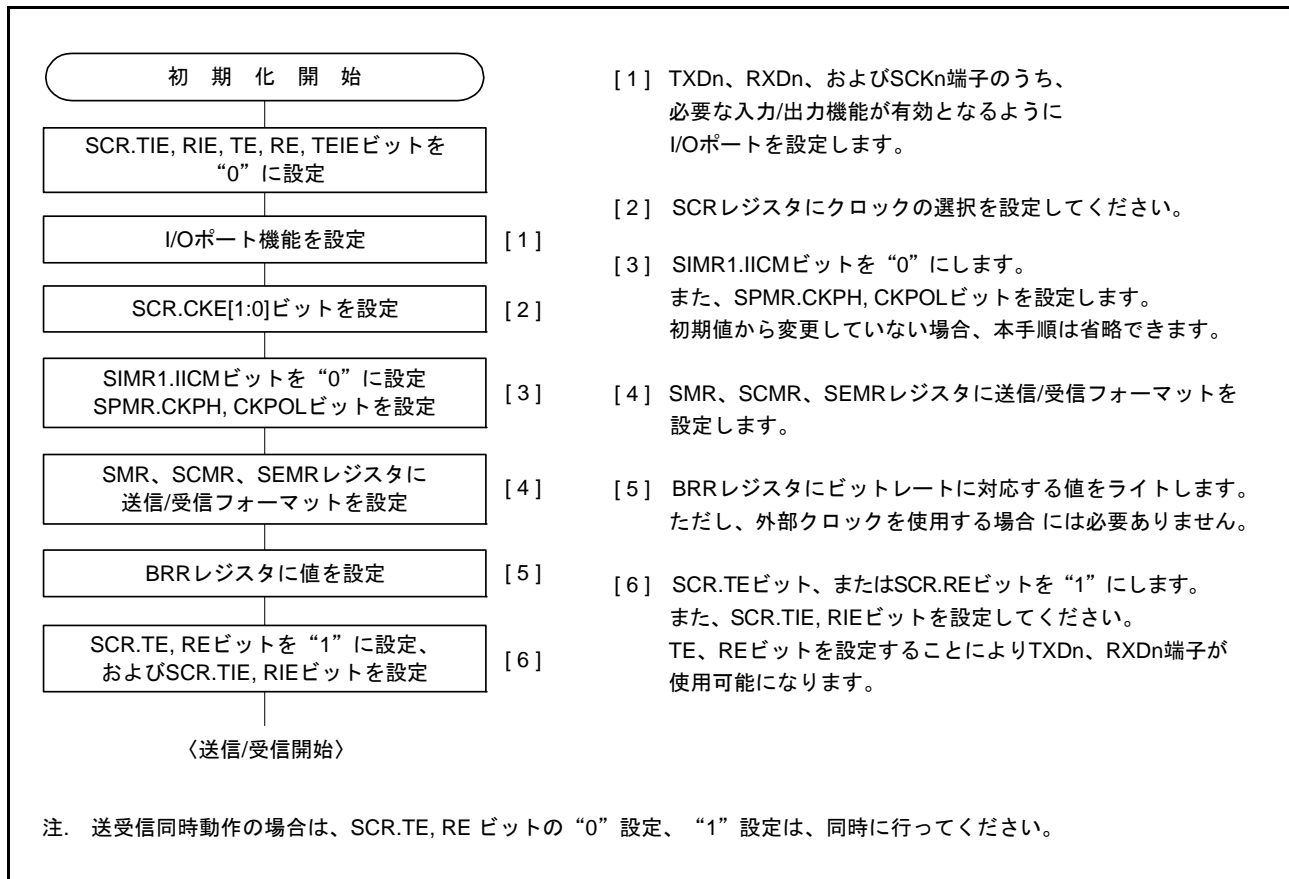 初 期 化 開 始
SCR.TIE, RIE, TE, RE, TEIEビットを
“0”に設定
I/Oポート機能を設定
[ 1 ]
SCR.CKE[1:0]ビットを設定
[ 2 ]
SIMR1.IICMビットを“0”に設定
SPMR.CKPH, CKPOLビットを設定
[ 3 ]
SMR、SCMR、SEMRレジスタに
送信/受信フォーマットを設定
[ 4 ]
BRRレジスタに値を設定
[ 5 ]
SCR.TE, REビットを“1”に設定、
およびSCR.TIE, RIEビットを設定
[ 6 ]
〈送信/受信開始〉
[ 1 ] TXDn、RXDn、およびSCKn端子のうち、
必要な入力/出力機能が有効となるように
I/Oポートを設定します。
[ 2 ] SCRレジスタにクロックの選択を設定してください。
[ 3 ] SIMR1.IICMビットを“0”にします。
また、SPMR.CKPH, CKPOLビットを設定します。
初期値から変更していない場合、本手順は省略できます。
[ 4 ] SMR、SCMR、SEMRレジスタに送信/受信フォーマットを
設定します。
[ 5 ] BRRレジスタにビットレートに対応する値をライトします。
ただし、外部クロックを使用する場合 には必要ありません。
[ 6 ] SCR.TEビット、またはSCR.REビットを“1”にします。
また、SCR.TIE, RIEビットを設定してください。
TE、REビットを設定することによりTXDn、RXDn端子が
使用可能になります。
注. 送受信同時動作の場合は、SCR.TE, RE ビットの“0”設定、“1”設定は、同時に行ってください。